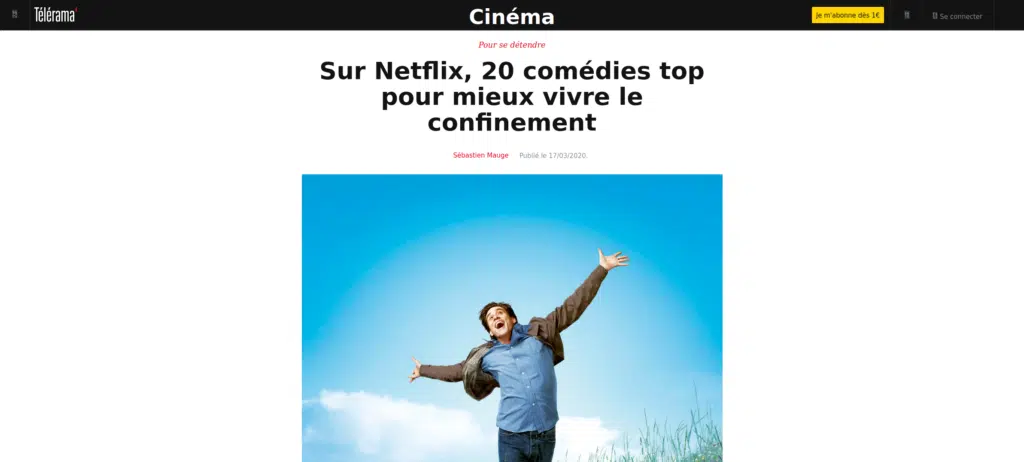 Télérama'
Cinéma
Je m'abonne dès 1€
Se connecter
Pour se détendre
Sur Netflix, 20 comédies top
pour mieux vivre le
confinement
Sébastien Mauge Publié le 17/03/2020.